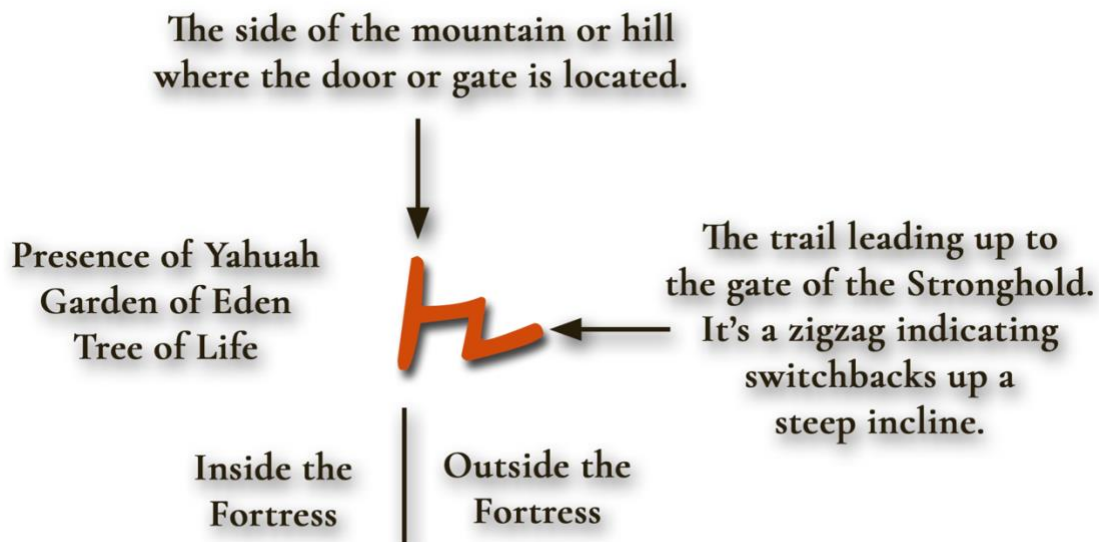 The side of the mountain or hill
where the door or gate is located.
Presence of Yahuah
Garden of Eden
Tree of Life
The trail leading up to
the gate of the Stronghold.
It's a zigzag indicating
switchbacks up a
steep incline.
Inside the
Fortress
Outside the
Fortress